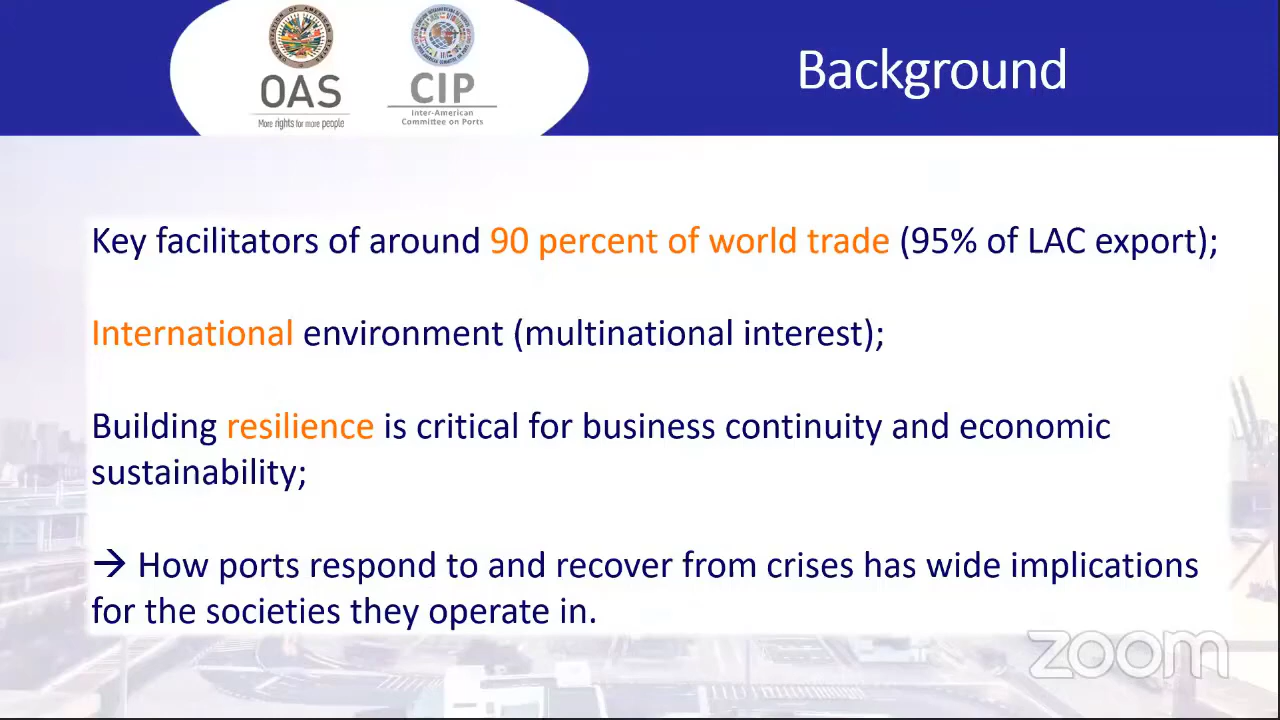 OAS
More rights for more people
CIP
Inter-American
Committee on Ports
Background
Key facilitators of around 90 percent of world trade (95% of LAC export);
International environment (multinational interest);
Building resilience is critical for business continuity and economic
sustainability;
→ How ports respond to and recover from crises has wide implications
for the societies they operate in.
zoom